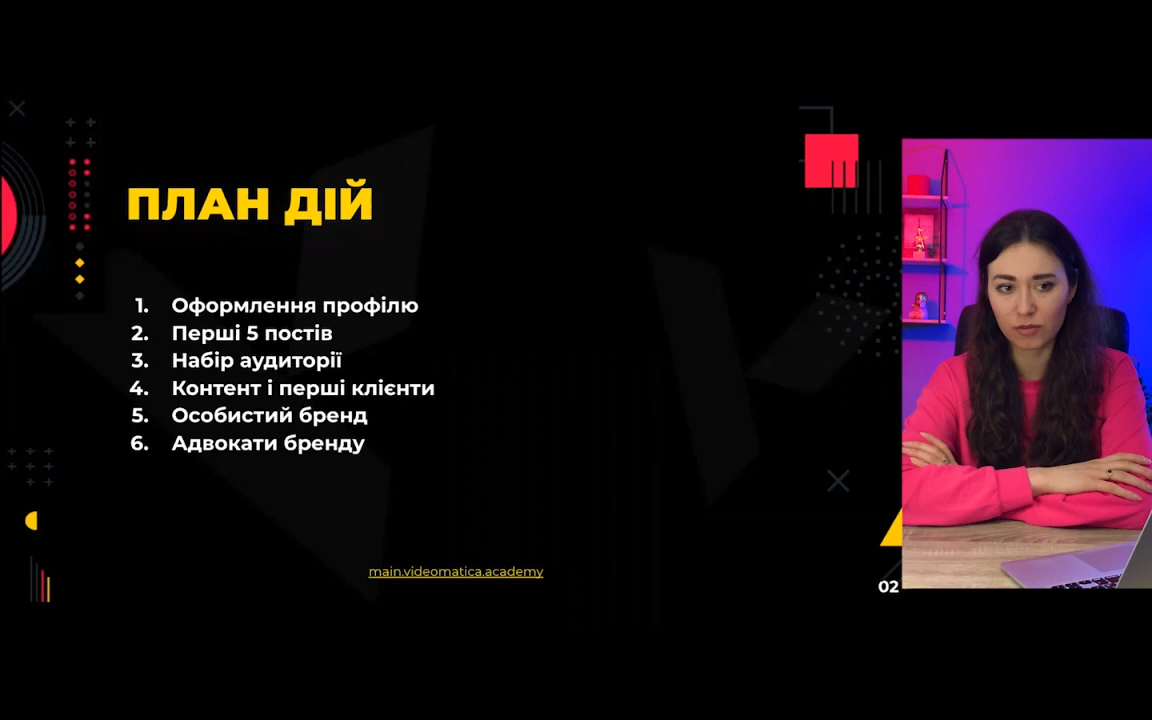 ПЛАН ДІЙ
1. Оформлення профілю
2. Перші 5 постів
3. Набір аудиторії
4. Контент і перші клієнти
5. Особистий бренд
6. Адвокати бренду
main.videomatica.academy
02